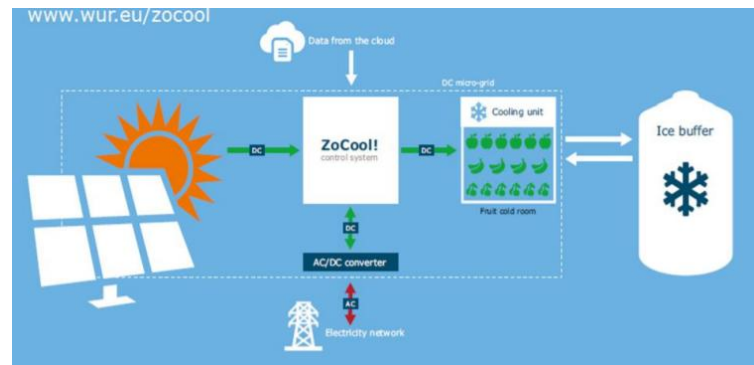 www.wur.eu/zocool
Data from the cloud
DC micro-grid
DC
ZoCool!
control system
DC
Cooling unit
Ice buffer
Fruit cold room
DC
AC/DC converter
AC
Electricity network